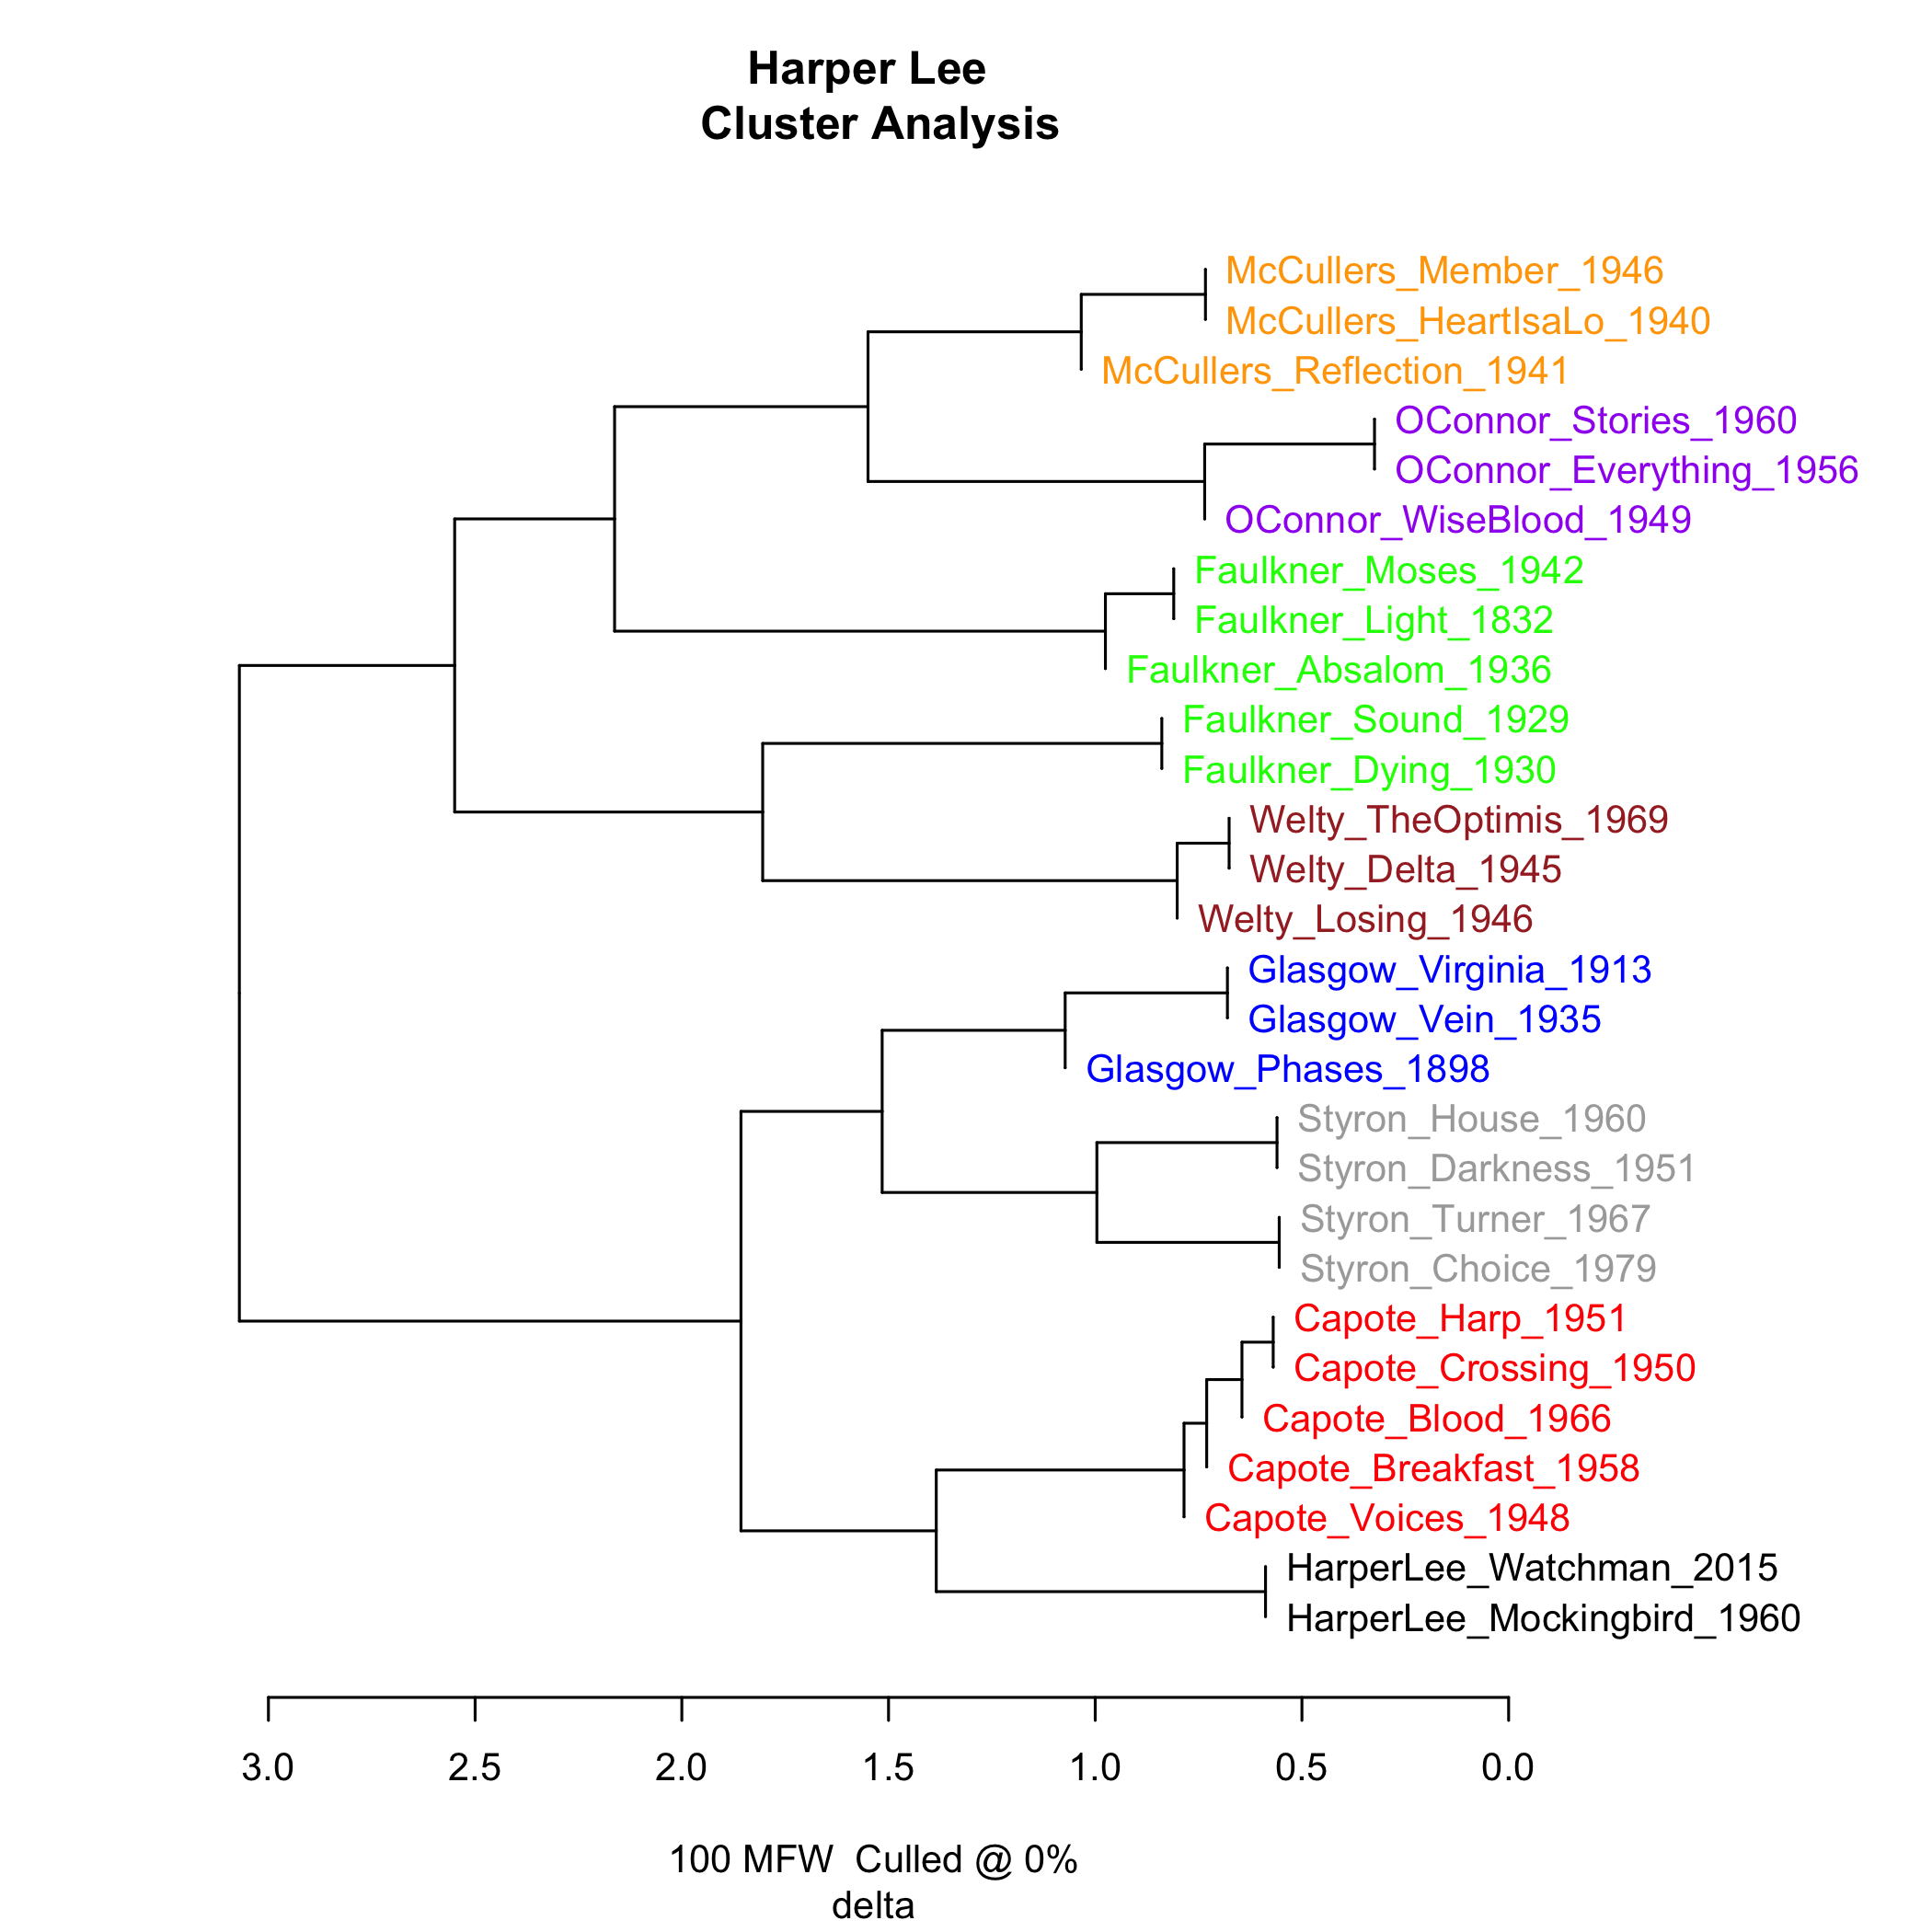 Harper Lee
Cluster Analysis
McCullers_Member_1946
McCullers_HeartIsaLo_1940
McCullers_Reflection_1941
OConnor_Stories_1960
OConnor_Everything_1956
OConnor_WiseBlood_1949
Faulkner_Moses_1942
Faulkner_Light_1832
Faulkner_Absalom_1936
Faulkner_Sound_1929
Faulkner_Dying_1930
Welty_TheOptimis_1969
Welty_Delta_1945
Welty_Losing_1946
Glasgow_Virginia_1913
Glasgow_Vein_1935
Glasgow_Phases_1898
Styron_House_1960
Styron_Darkness_1951
Styron_Turner_1967
Styron_Choice_1979
Capote_Harp_1951
Capote_Crossing_1950
Capote_Blood_1966
Capote_Breakfast_1958
Capote_Voices_1948
HarperLee_Watchman_2015
HarperLee_Mockingbird_1960
3.0 2.5 2.0 1.5 1.0 0.5 0.0
100 MFW  Culled @ 0%
delta